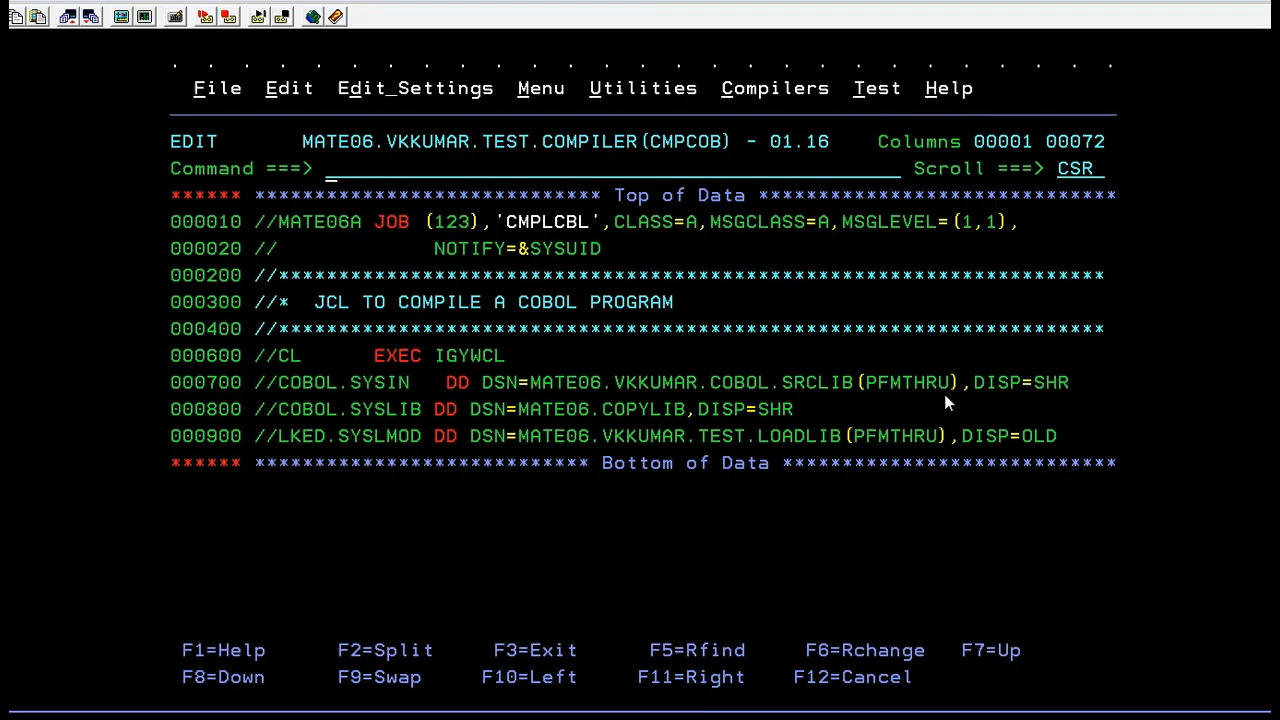 . . . . . . . . . . . . . . . . . . . . . . . . . . .
File  Edit  Edit_Settings  Menu  Utilities  Compilers  Test  Help
EDIT       MATE06.VKKUMAR.TEST.COMPILER(CMPCOB) - 01.16    Columns 00001 00072
Command ===>                                                  Scroll ===> CSR
****** ***************************** Top of Data ******************************
000010 //MATE06A JOB (123),'CMPLCBL',CLASS=A,MSGCLASS=A,MSGLEVEL=(1,1),
000020 //             NOTIFY=&SYSUID
000200 //*********************************************************************
000300 //*  JCL TO COMPILE A COBOL PROGRAM
000400 //*********************************************************************
000600 //CL      EXEC IGYWCL
000700 //COBOL.SYSIN   DD DSN=MATE06.VKKUMAR.COBOL.SRCLIB(PFMTHRU),DISP=SHR
000800 //COBOL.SYSLIB DD DSN=MATE06.COPYLIB,DISP=SHR
000900 //LKED.SYSLMOD DD DSN=MATE06.VKKUMAR.TEST.LOADLIB(PFMTHRU),DISP=OLD
****** **************************** Bottom of Data ****************************
F1=Help      F2=Split     F3=Exit      F5=Rfind     F6=Rchange   F7=Up
F8=Down      F9=Swap     F10=Left     F11=Right    F12=Cancel